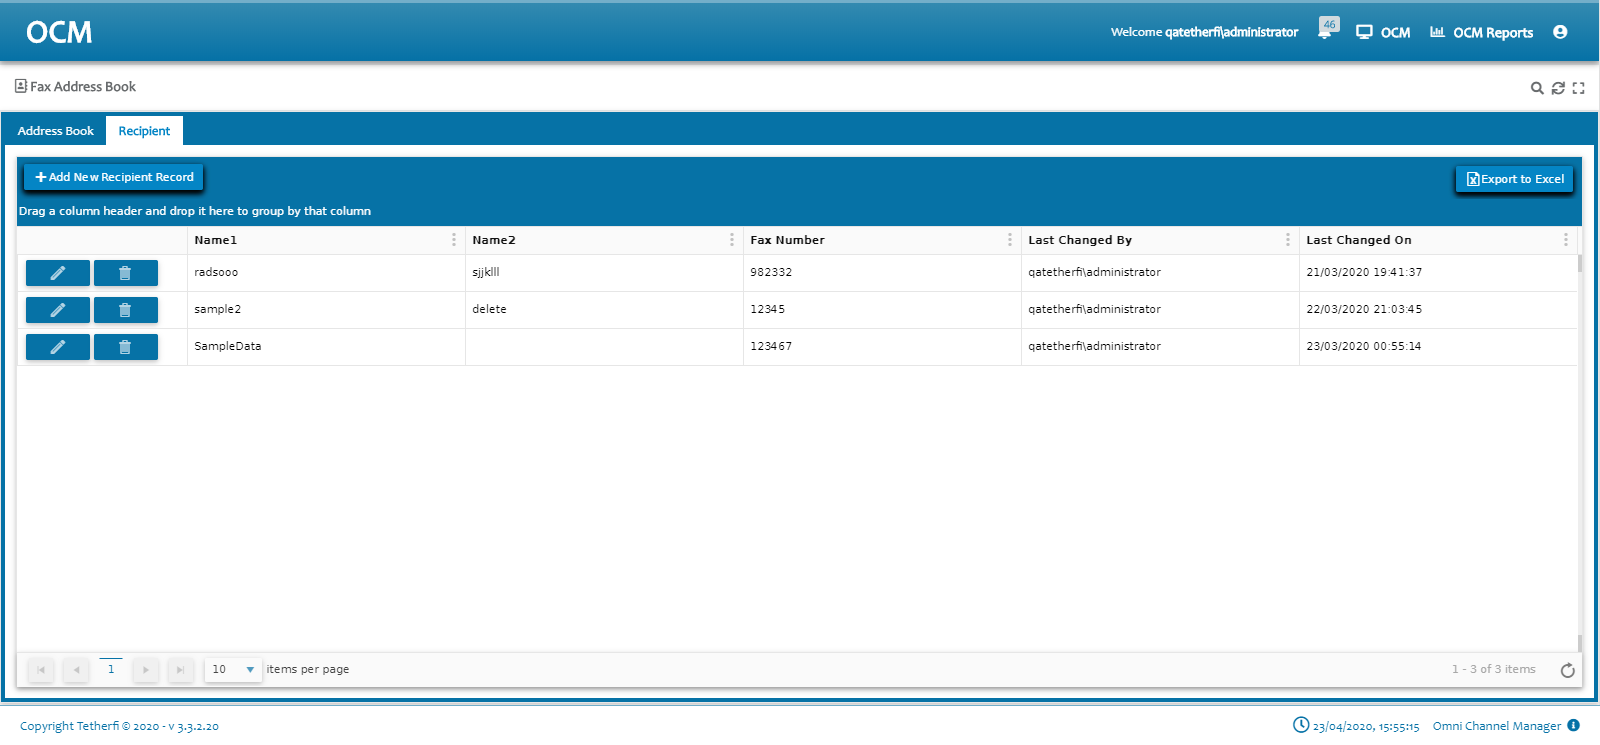 OCM
Welcome qatetherfi\administrator 46 OCM OCM Reports
Fax Address Book
Address Book Recipient
Add New Recipient Record Export to Excel
Drag a column header and drop it here to group by that column
Name1 Name2 Fax Number Last Changed By Last Changed On
radsooo sjjklll 982332 qatetherfi\administrator 21/03/2020 19:41:37
sample2 delete 12345 qatetherfi\administrator 22/03/2020 21:03:45
SampleData 123467 qatetherfi\administrator 23/03/2020 00:55:14
1 10 items per page 1 - 3 of 3 items
Copyright Tetherfi © 2020 - v 3.3.2.20 23/04/2020, 15:55:15 Omni Channel Manager